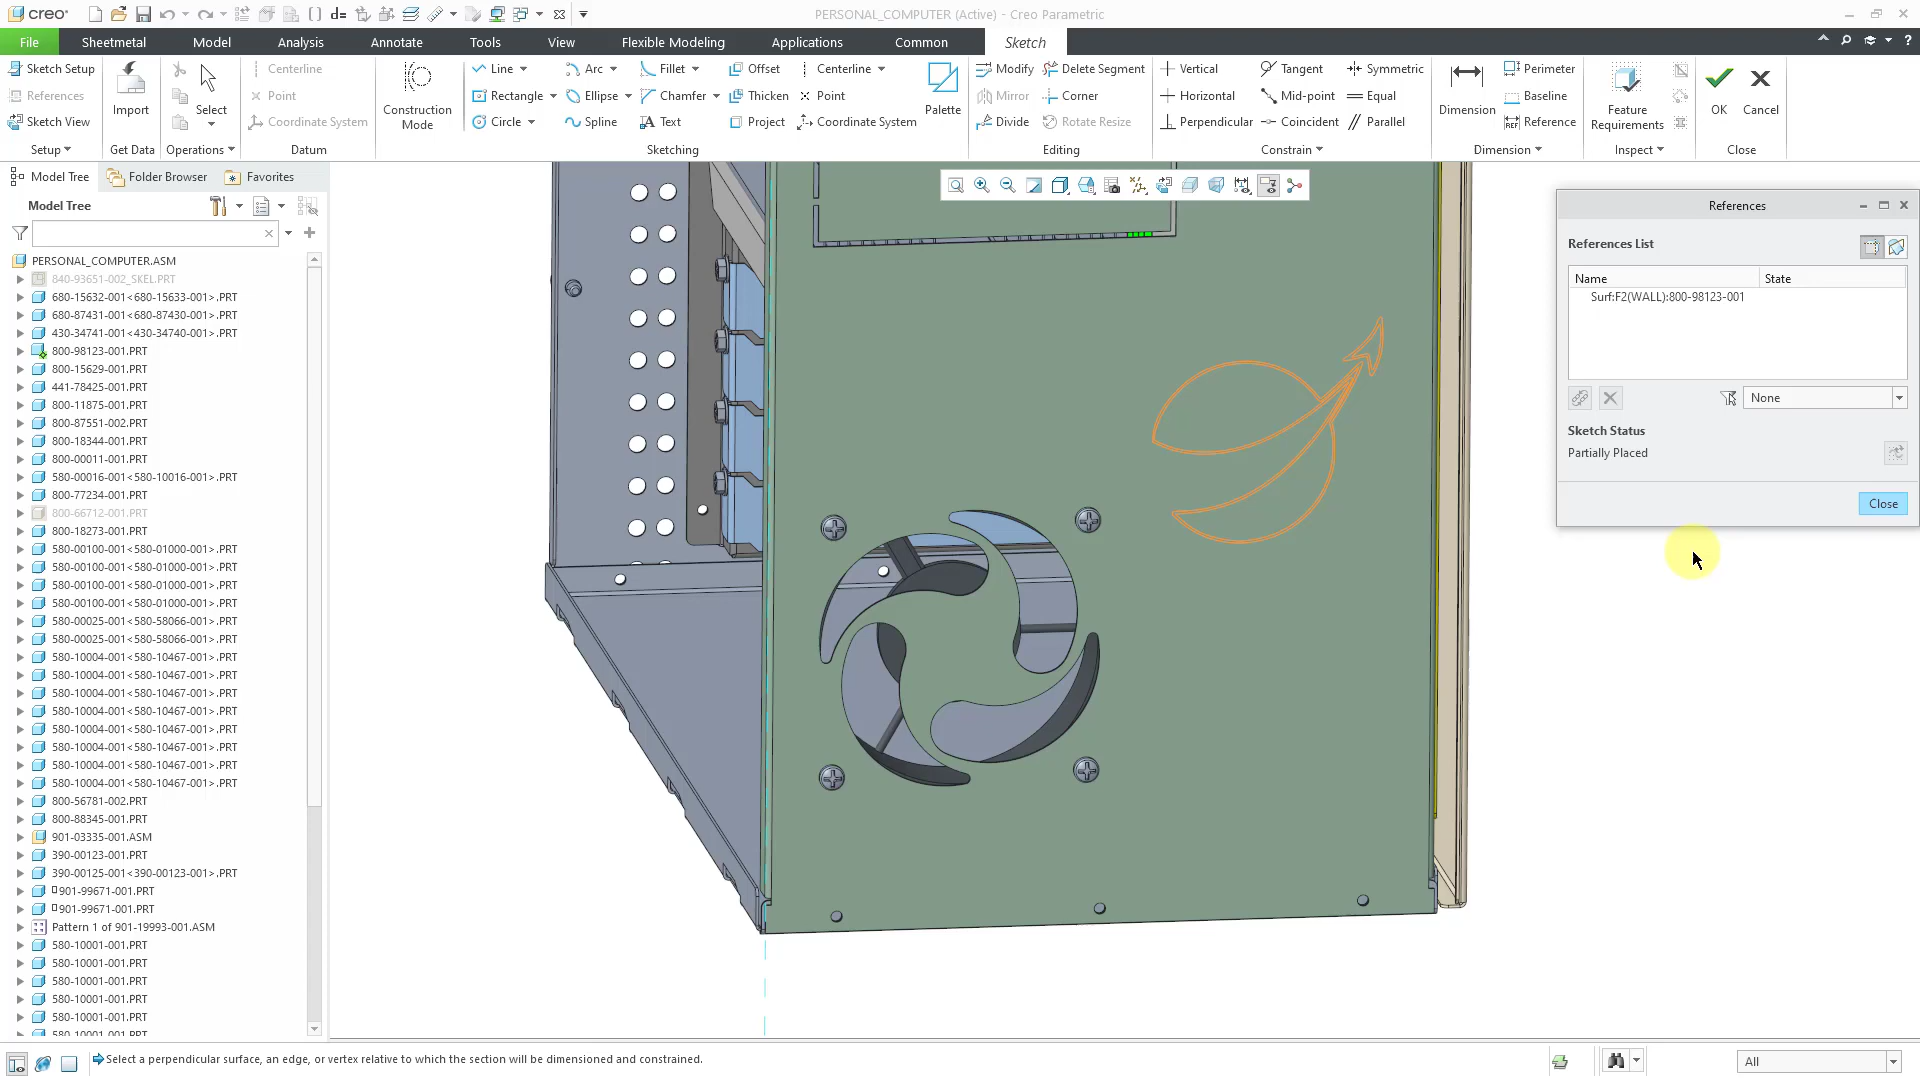 creo
PERSONAL_COMPUTER (Active) - Creo Parametric
File Sheetmetal Model Analysis Annotate Tools View Flexible Modeling Applications Common Sketch
Sketch Setup Centerline Line Arc Fillet Offset Centerline Modify Delete Segment Vertical Tangent Symmetric Perimeter
References Point Rectangle Ellipse Chamfer Thicken Point Mirror Corner Horizontal Mid-point Equal Baseline
Import Select Construction Mode Palette Dimension Feature Requirements OK Cancel
Sketch View Coordinate System Circle Spline Text Project Coordinate System Divide Rotate Resize Perpendicular Coincident Parallel REF Reference
Setup Get Data Operations Datum Sketching Editing Constrain Dimension Inspect Close
Model Tree Folder Browser Favorites
Model Tree
PERSONAL_COMPUTER.ASM
840-93651-002_SKEL.PRT
680-15632-001<680-15633-001>.PRT
680-87431-001<680-87430-001>.PRT
430-34741-001<430-34740-001>.PRT
800-98123-001.PRT
800-15629-001.PRT
441-78425-001.PRT
800-11875-001.PRT
800-87551-002.PRT
800-18344-001.PRT
800-00011-001.PRT
580-00016-001<580-10016-001>.PRT
800-77234-001.PRT
800-66712-001.PRT
800-18273-001.PRT
580-00100-001<580-01000-001>.PRT
580-00100-001<580-01000-001>.PRT
580-00100-001<580-01000-001>.PRT
580-00100-001<580-01000-001>.PRT
580-00025-001<580-58066-001>.PRT
580-00025-001<580-58066-001>.PRT
580-10004-001<580-10467-001>.PRT
580-10004-001<580-10467-001>.PRT
580-10004-001<580-10467-001>.PRT
580-10004-001<580-10467-001>.PRT
580-10004-001<580-10467-001>.PRT
580-10004-001<580-10467-001>.PRT
580-10004-001<580-10467-001>.PRT
580-10004-001<580-10467-001>.PRT
800-56781-002.PRT
800-88345-001.PRT
901-03335-001.ASM
390-00123-001.PRT
390-00125-001<390-00123-001>.PRT
901-99671-001.PRT
901-99671-001.PRT
Pattern 1 of 901-19993-001.ASM
580-10001-001.PRT
580-10001-001.PRT
580-10001-001.PRT
580-10001-001.PRT
580-10001-001.PRT
580-10001-001.PRT
References
References List
Name State
Surf:F2(WALL):800-98123-001
None
Sketch Status
Partially Placed
Close
Select a perpendicular surface, an edge, or vertex relative to which the section will be dimensioned and constrained.
All